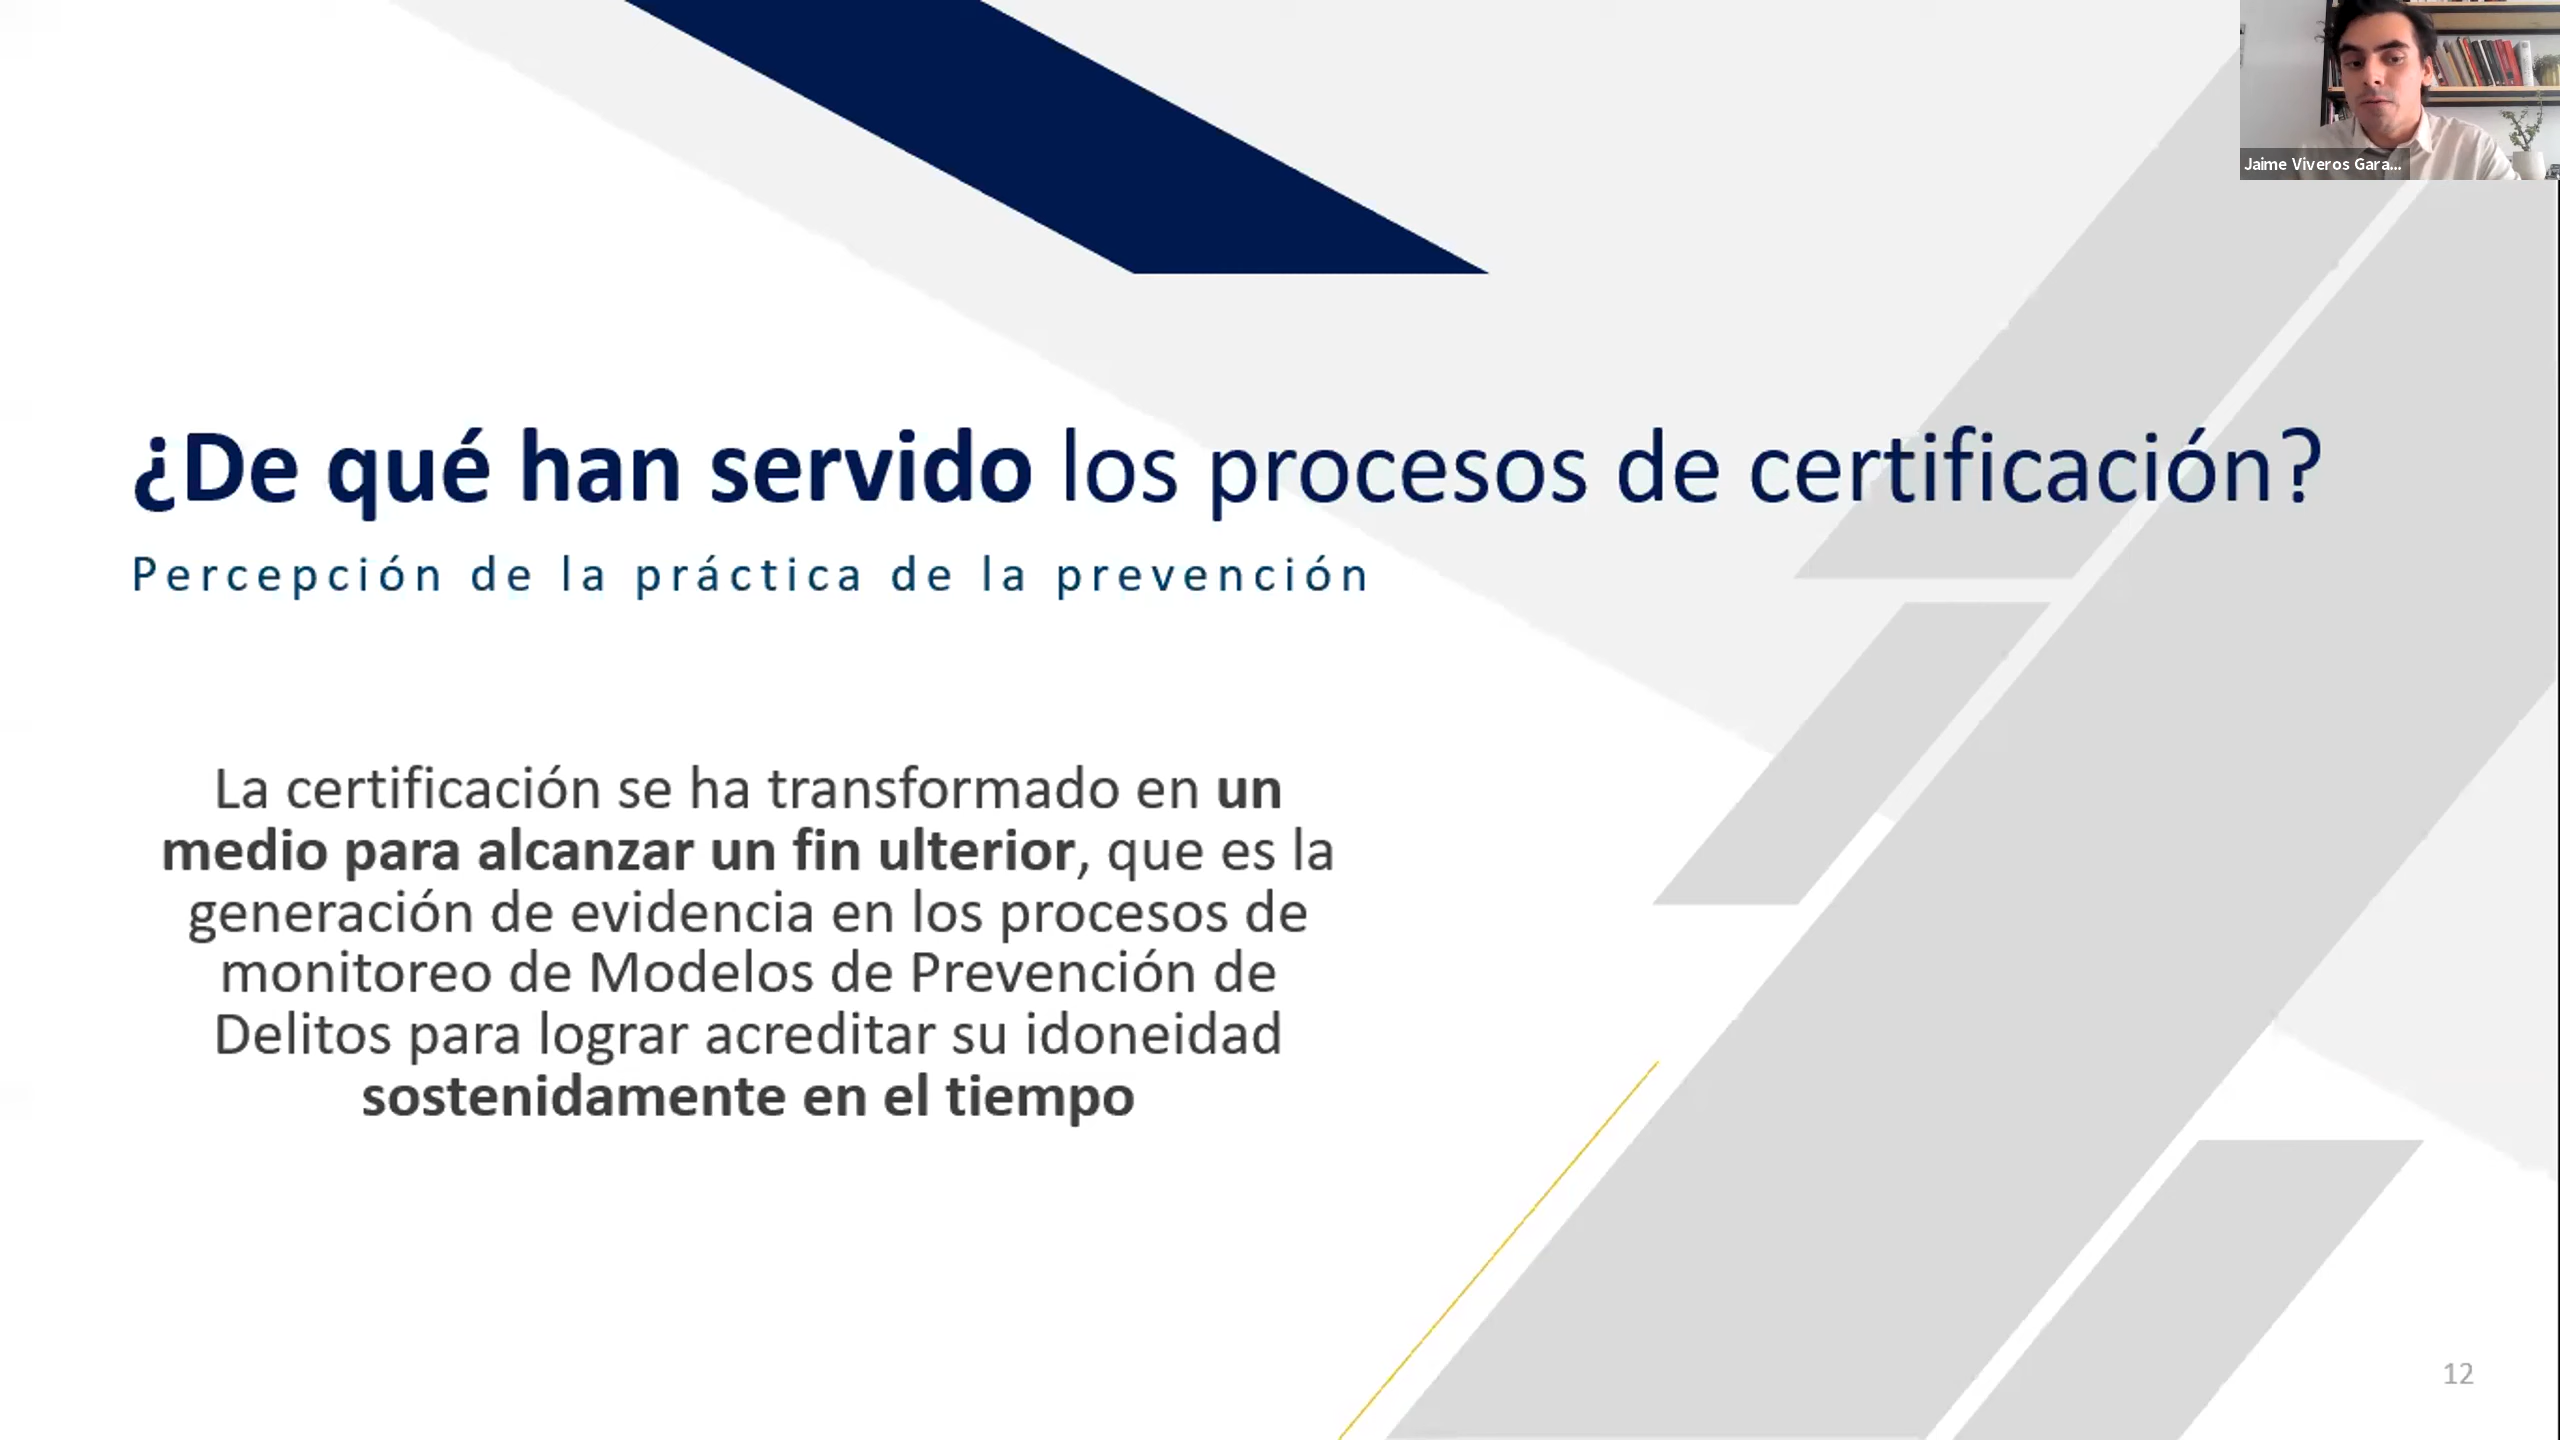 Jaime Viveros Gara...
¿De qué han servido los procesos de certificación?
Percepción de la práctica de la prevención
La certificación se ha transformado en un
medio para alcanzar un fin ulterior, que es la
generación de evidencia en los procesos de
monitoreo de Modelos de Prevención de
Delitos para lograr acreditar su idoneidad
sostenidamente en el tiempo
12